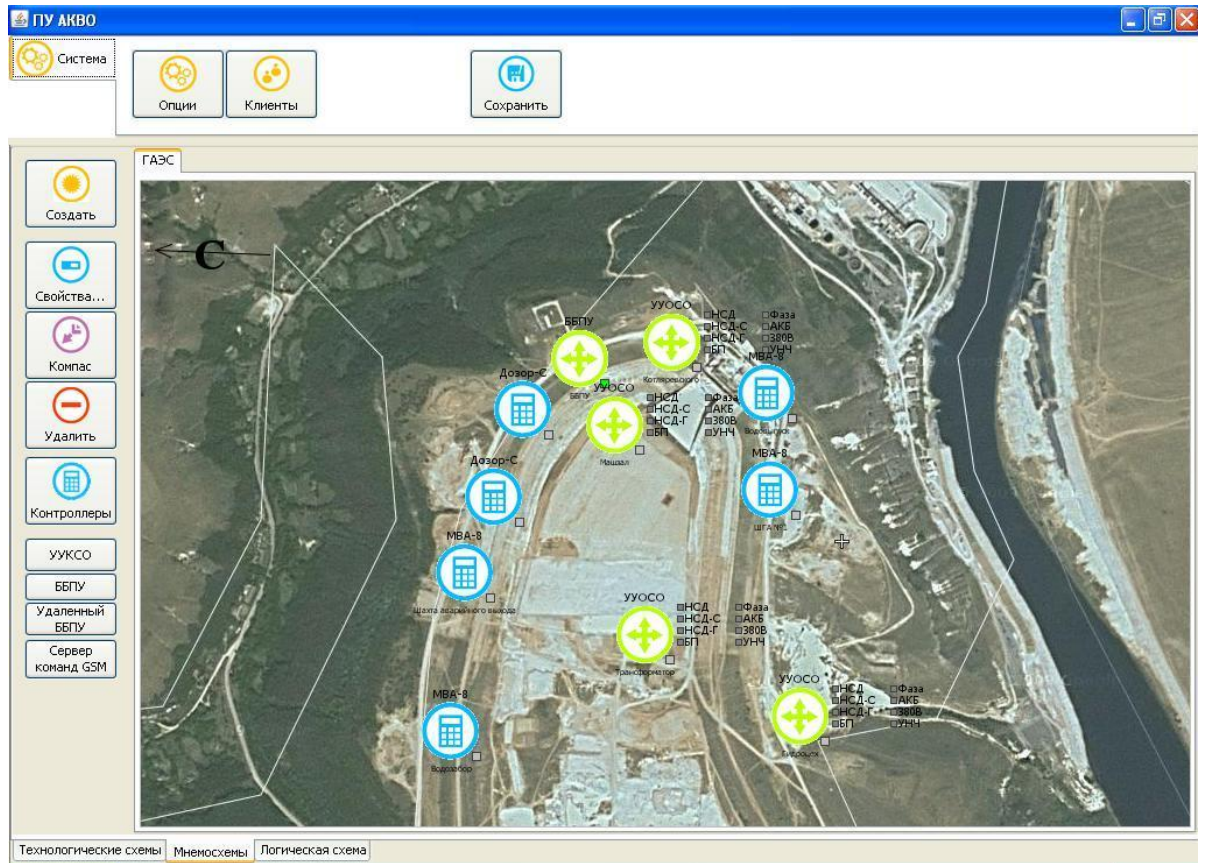 ПУ АКВО
Система
Опции
Клиенты
Сохранить
Создать
Свойства...
Компас
Удалить
Контроллеры
УУКСО
ББПУ
Удаленный
ББПУ
Сервер
команд GSM
ГАЭС
С
УУОСО
НСД Фаза
НСД-С АКБ
НСД-Г 380В
БП УНЧ
Котляревского
ББПУ
ББПУ
МВА-8
Дозор-С
УУОСО
НСД Фаза
НСД-С АКБ
НСД-Г 380В
БП УНЧ
Машзал
Дозор-С
МВА-8
ШГА №1
МВА-8
Шахта аварийного выхода
УУОСО
НСД Фаза
НСД-С АКБ
НСД-Г 380В
БП УНЧ
Трансформатор
МВА-8
Водозабор
УУОСО
НСД Фаза
НСД-С АКБ
НСД-Г 380В
БП УНЧ
Технологические схемы Мнемосхемы Логическая схема